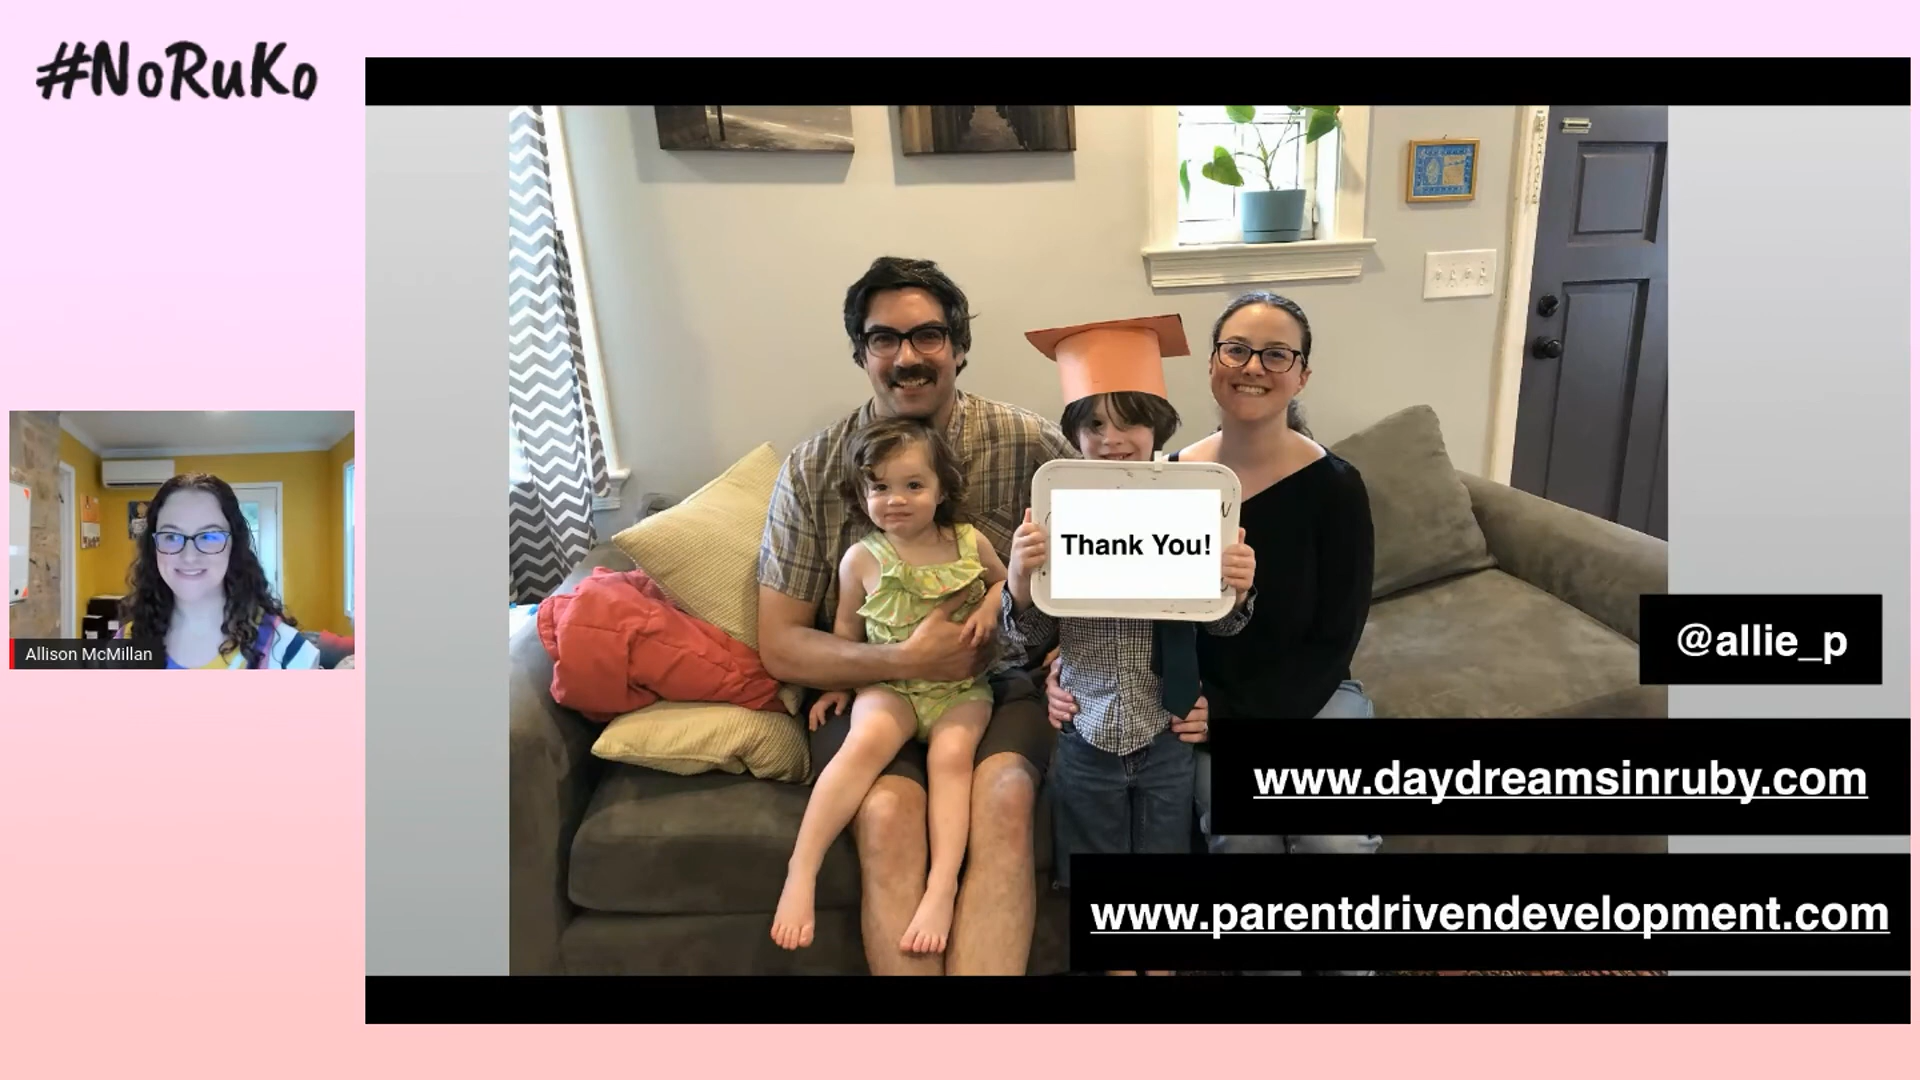 #NoRuKo
Allison McMillan
Thank You!
@allie_p
www.daydreamsinruby.com
www.parentdrivendevelopment.com